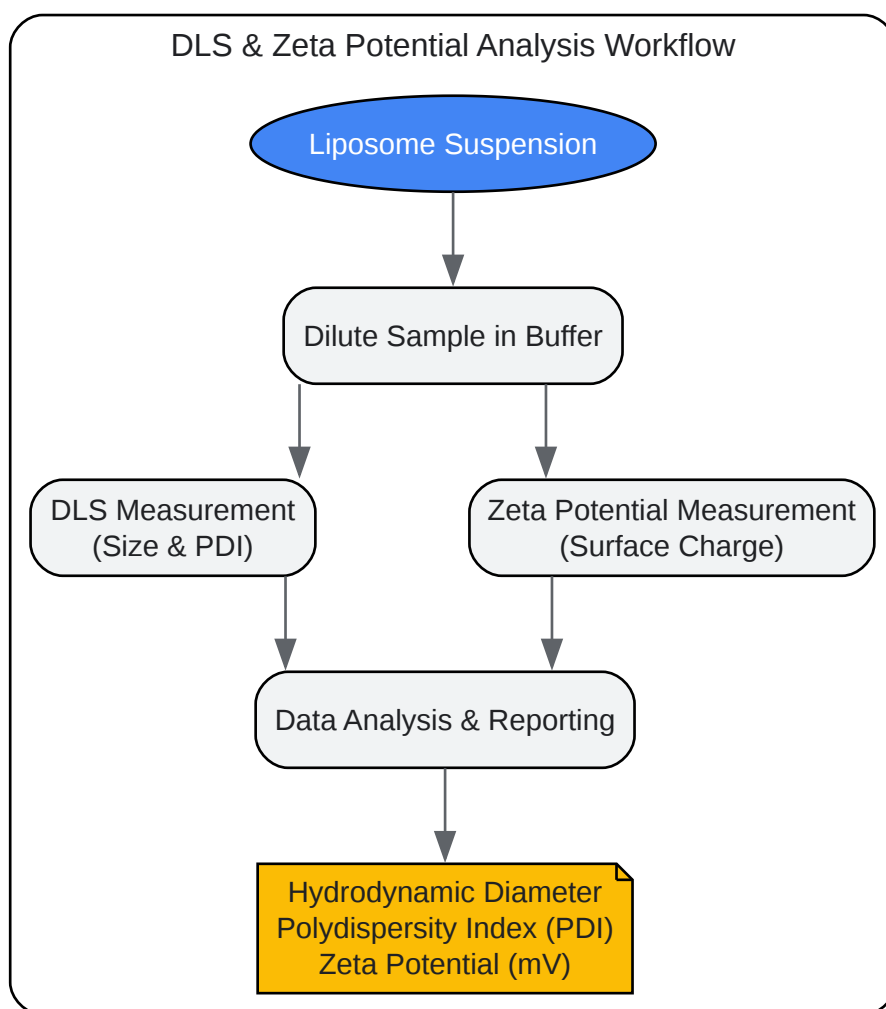 DLS & Zeta Potential Analysis Workflow
Liposome Suspension
Dilute Sample in Buffer
DLS Measurement
(Size & PDI)
Zeta Potential Measurement
(Surface Charge)
Data Analysis & Reporting
Hydrodynamic Diameter
Polydispersity Index (PDI)
Zeta Potential (mV)